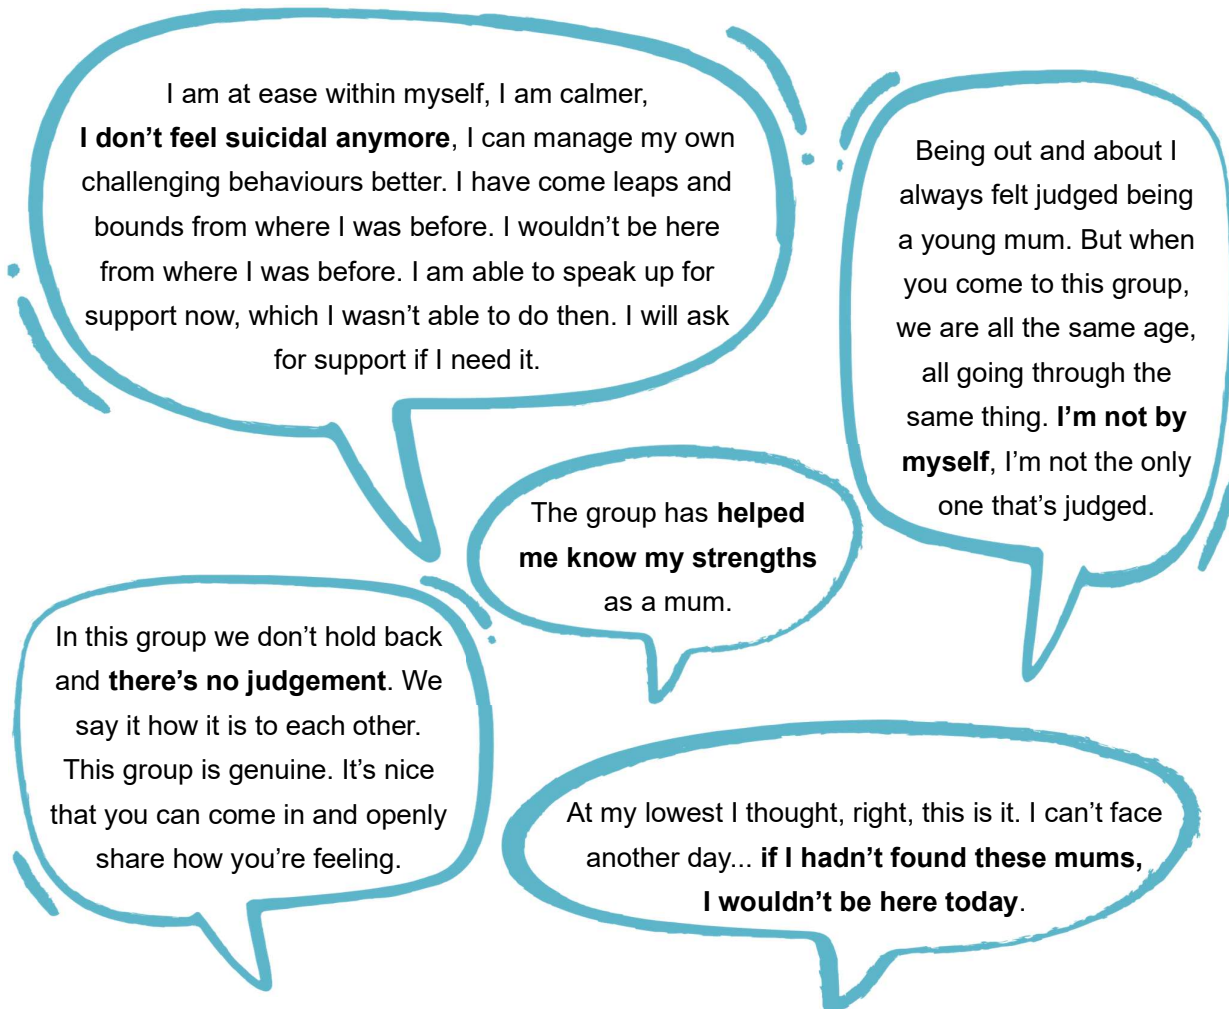 I am at ease within myself, I am calmer,
I don’t feel suicidal anymore, I can manage my own
challenging behaviours better. I have come leaps and
bounds from where I was before. I wouldn’t be here
from where I was before. I am able to speak up for
support now, which I wasn’t able to do then. I will ask
for support if I need it.
Being out and about I
always felt judged being
a young mum. But when
you come to this group,
we are all the same age,
all going through the
same thing. I’m not by
myself, I’m not the only
one that’s judged.
The group has helped
me know my strengths
as a mum.
In this group we don’t hold back
and there’s no judgement. We
say it how it is to each other.
This group is genuine. It’s nice
that you can come in and openly
share how you’re feeling.
At my lowest I thought, right, this is it. I can’t face
another day... if I hadn’t found these mums,
I wouldn’t be here today.